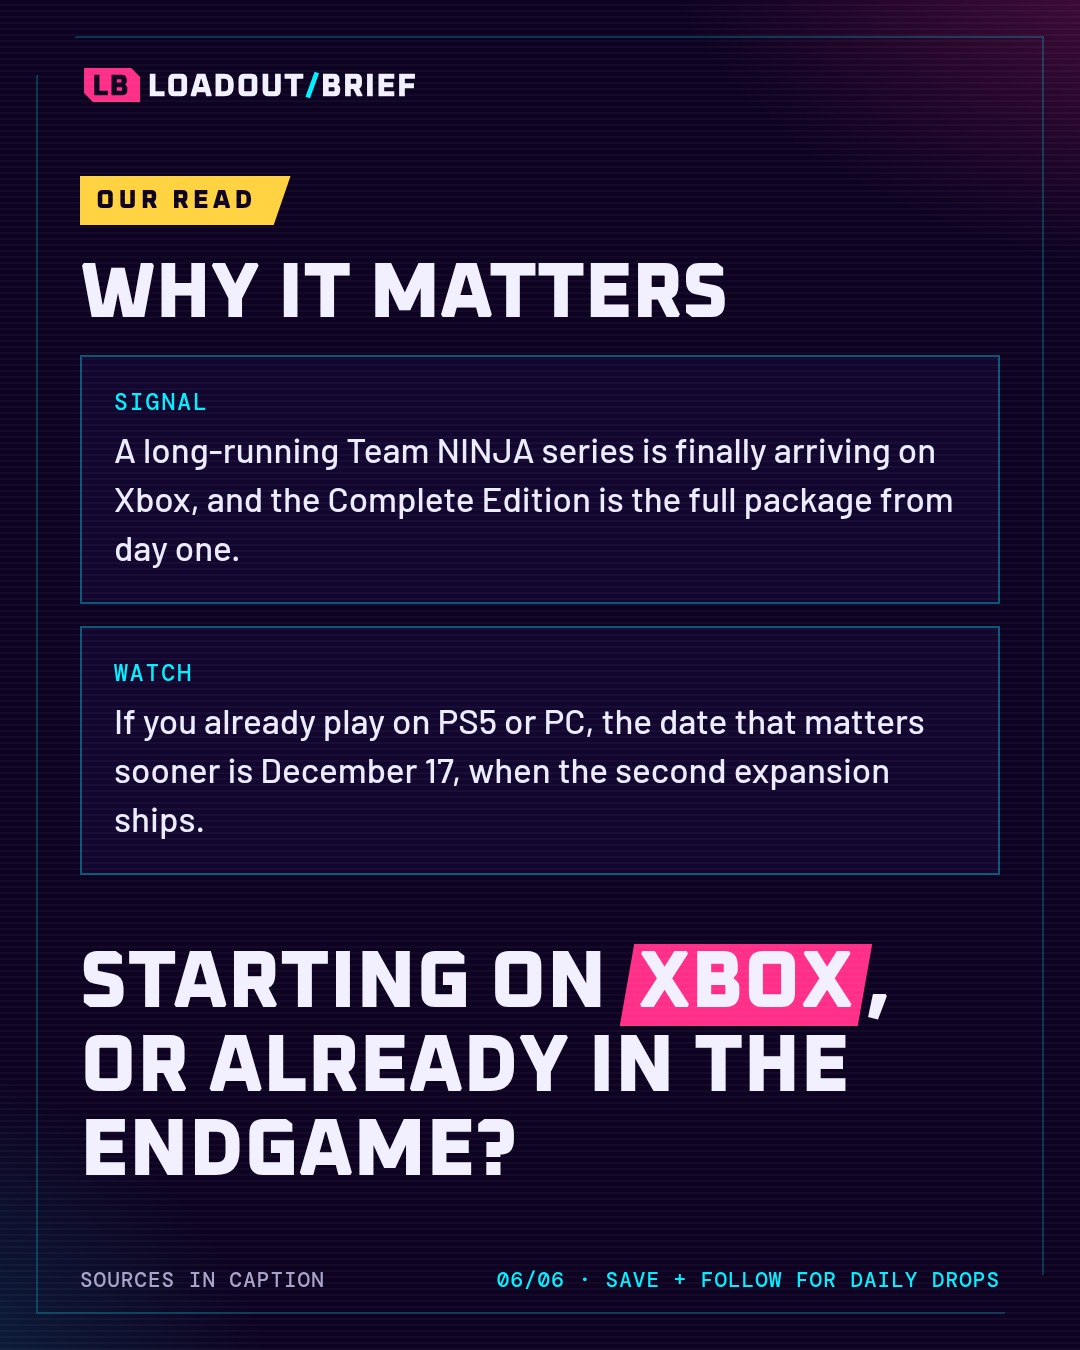 LB LOADOUT/BRIEF
OUR READ
WHY IT MATTERS
SIGNAL
A long-running Team NINJA series is finally arriving on
Xbox, and the Complete Edition is the full package from
day one.
WATCH
If you already play on PS5 or PC, the date that matters
sooner is December 17, when the second expansion
ships.
STARTING ON XBOX,
OR ALREADY IN THE
ENDGAME?
SOURCES IN CAPTION
06/06 · SAVE + FOLLOW FOR DAILY DROPS